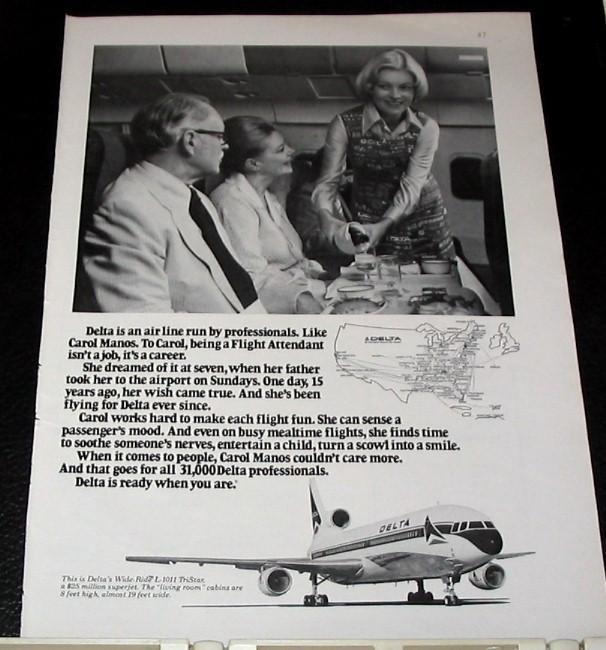 47
Delta is an air line run by professionals. Like
Carol Manos. To Carol, being a Flight Attendant
isn't a job, it's a career.
She dreamed of it at seven, when her father
took her to the airport on Sundays. One day, 15
years ago, her wish came true. And she's been
flying for Delta ever since.
Carol works hard to make each flight fun. She can sense a
passenger's mood. And even on busy mealtime flights, she finds time
to soothe someone's nerves, entertain a child, turn a scowl into a smile.
When it comes to people, Carol Manos couldn't care more.
And that goes for all 31,000 Delta professionals.
Delta is ready when you are.®
DELTA
DELTA
This is Delta's Wide-Ride® L-1011 TriStar,
a $25 million superjet. The "living room" cabins are
8 feet high, almost 19 feet wide.